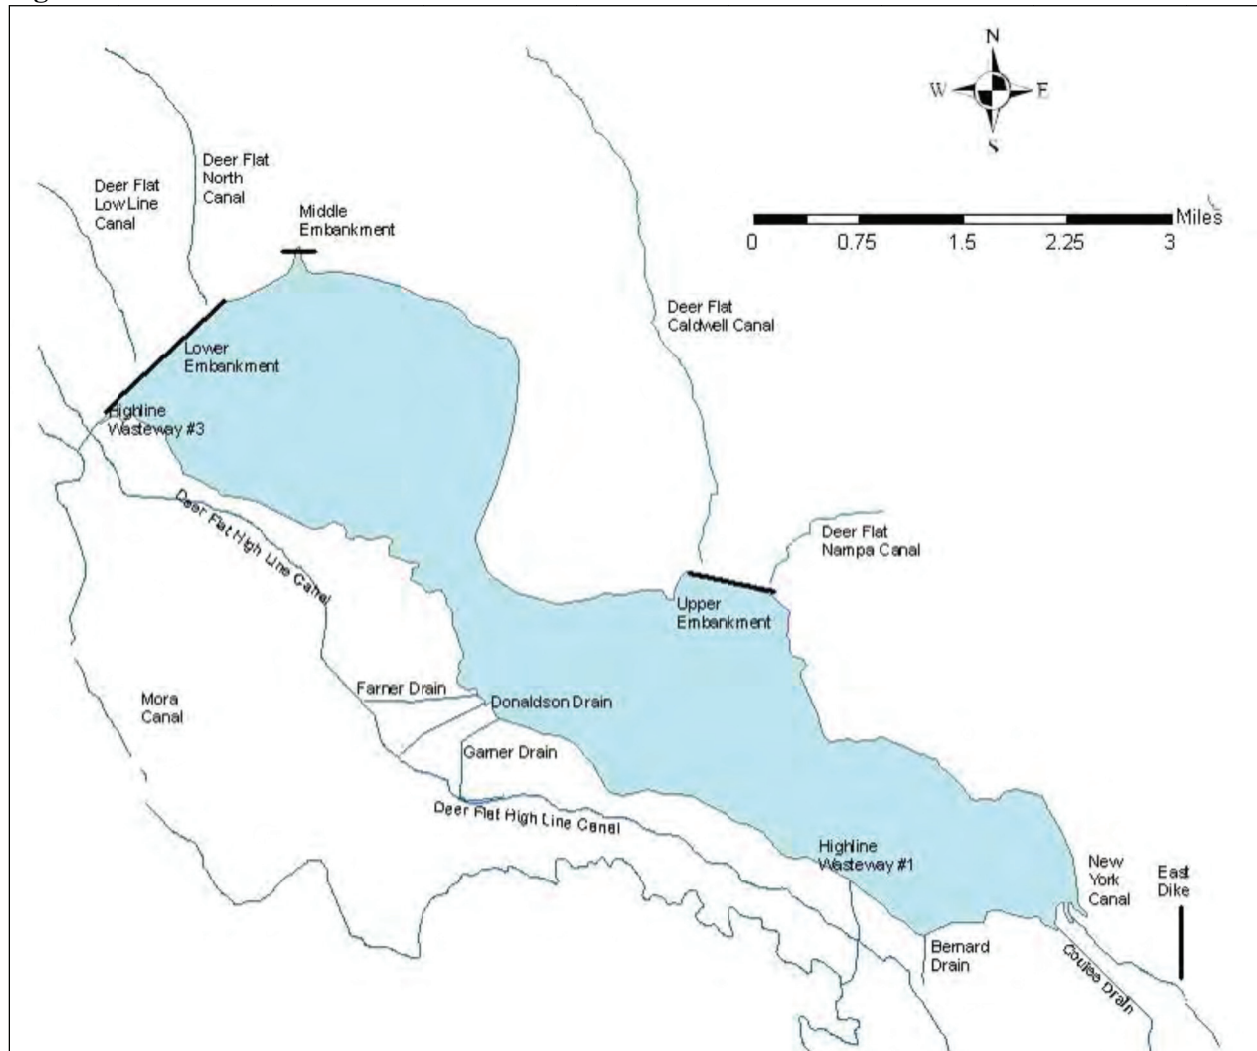 N
W
E
S
Miles
0
0.75
1.5
2.25
3
Deer Flat
North
Canal
Deer Flat
Low Line
Canal
Middle
Embankment
Deer Flat
Caldwell Canal
Lower
Embankment
Highline
Wasteway #3
Deer Flat High Line Canal
Deer Flat
Nampa Canal
Upper
Embankment
Farner Drain
Mora
Canal
Donaldson Drain
Garner Drain
Deer Flat High Line Canal
Highline
Wasteway #1
New
York
Canal
East
Dike
Bernard
Drain
Coulee Drain